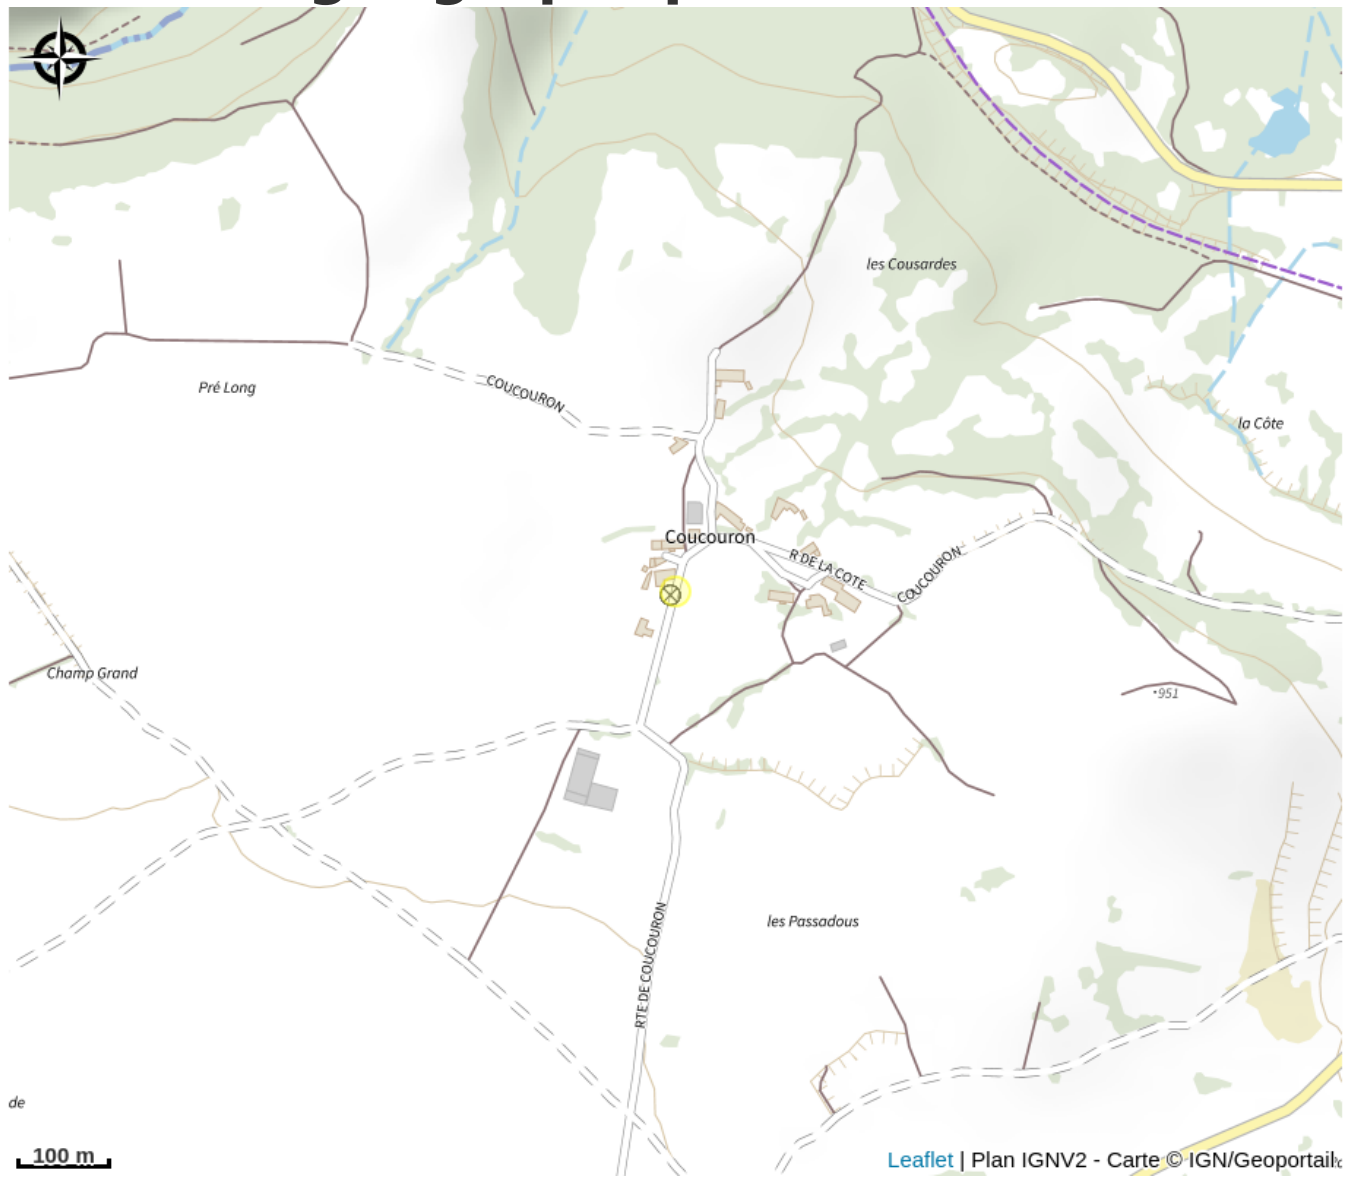 les Cousardes
Pré Long
COUCOURON
la Côte
Coucouron
R DE LA COTE
COUCOURON
Champ Grand
951
les Passadous
RTE DE COUCOURON
de
100 m
Leaflet | Plan IGNV2 - Carte © IGN/Geoportail